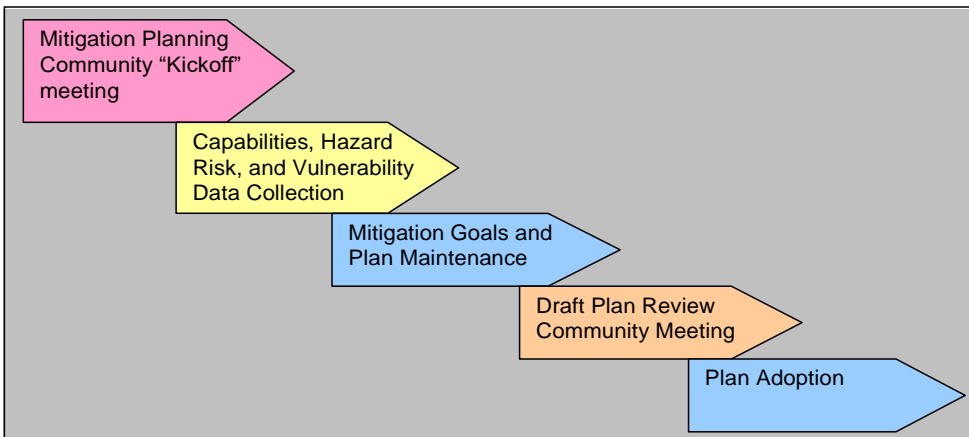 Mitigation Planning
Community “Kickoff”
meeting
Capabilities, Hazard
Risk, and Vulnerability
Data Collection
Mitigation Goals and
Plan Maintenance
Draft Plan Review
Community Meeting
Plan Adoption